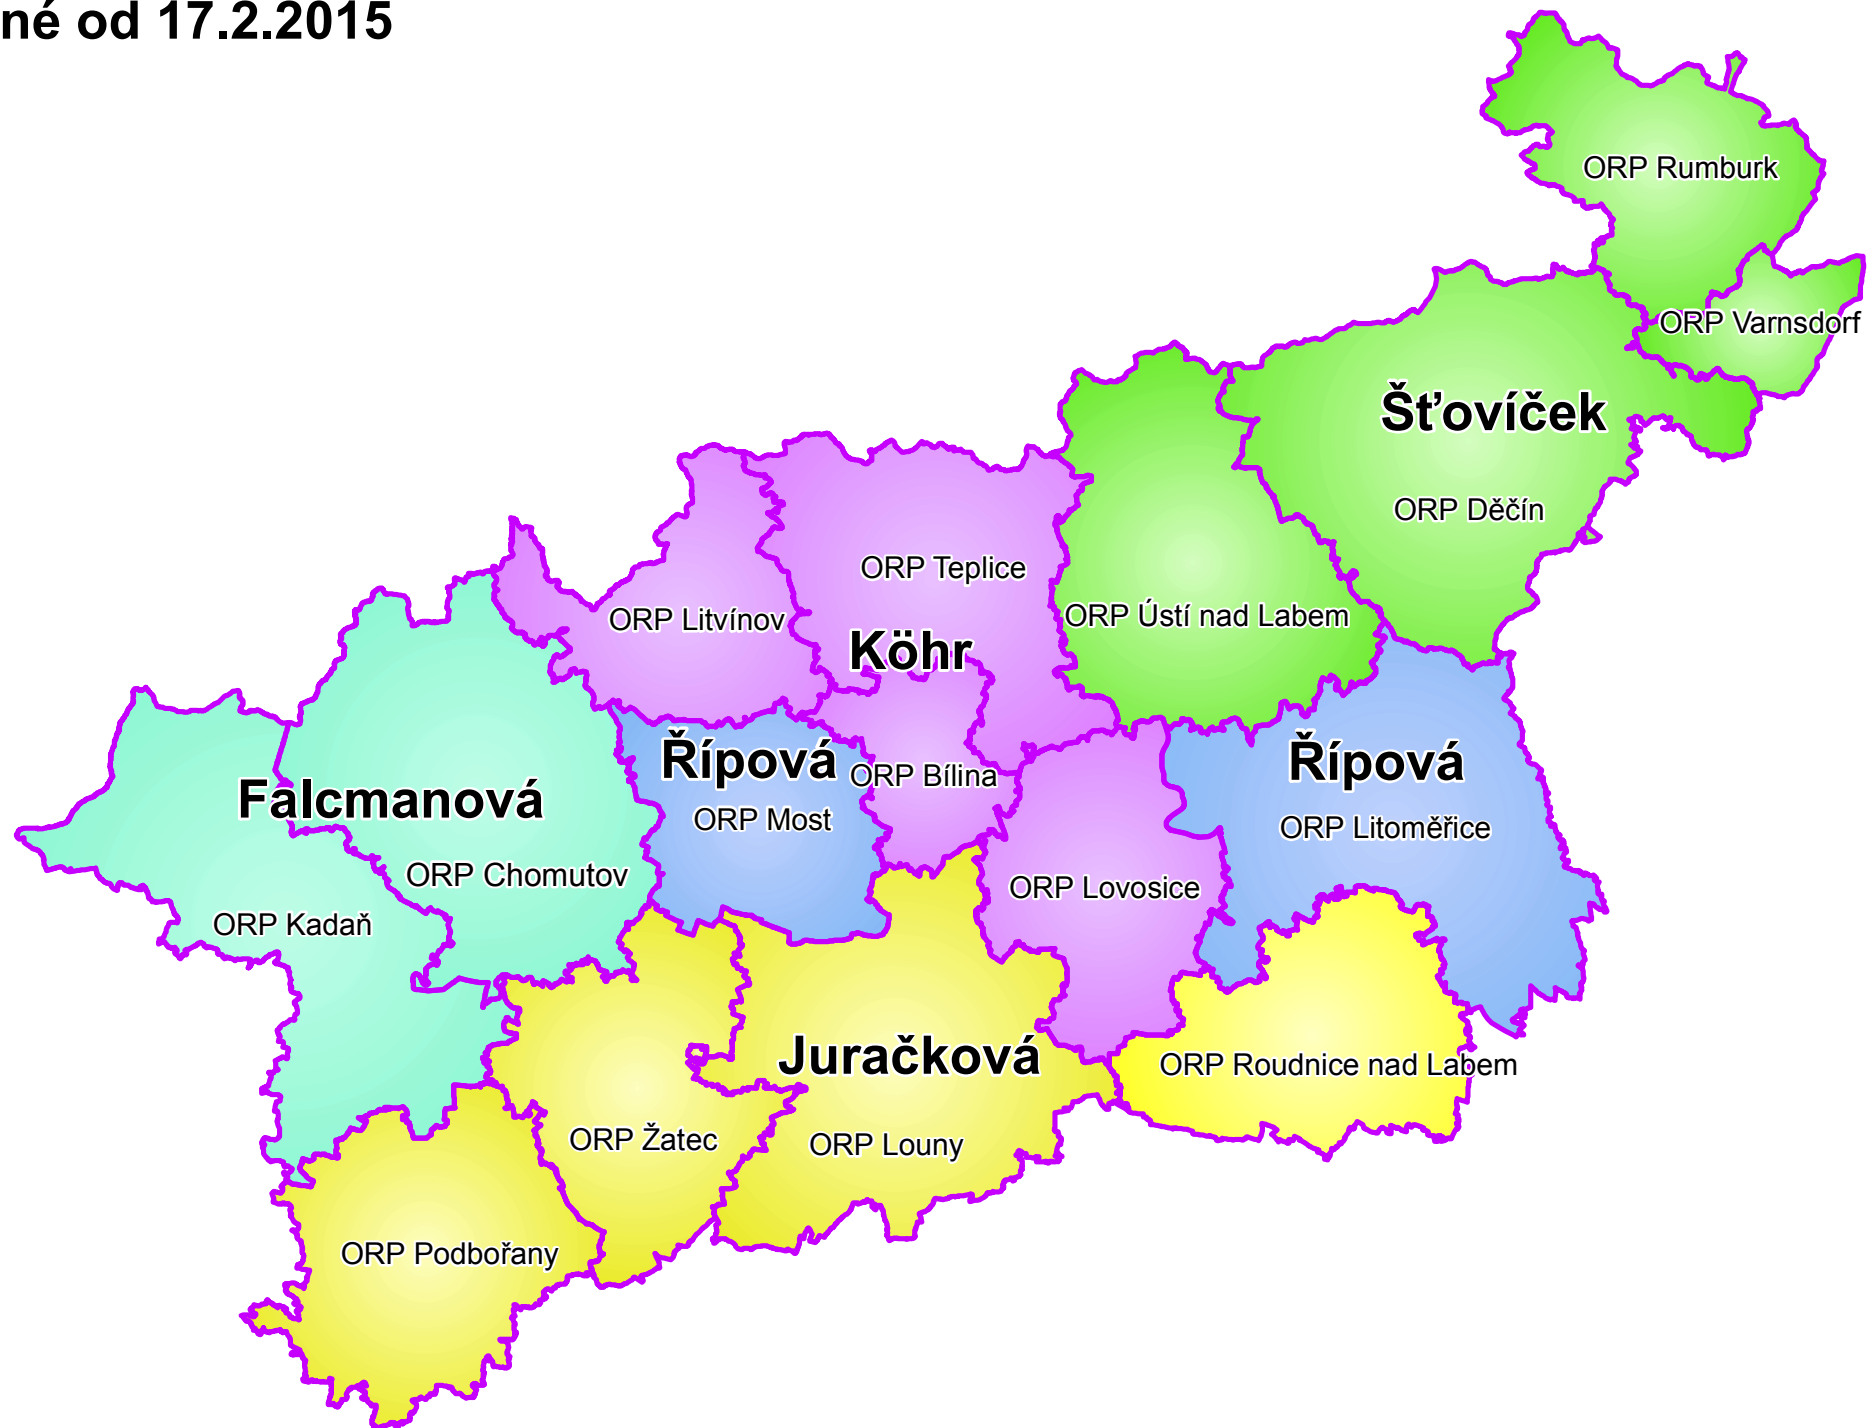 né od 17.2.2015
ORP Rumburk
ORP Varnsdorf
Šťovíček
ORP Děčín
ORP Teplice
ORP Ústí nad Labem
ORP Litvínov
Köhr
Řípová
ORP Bílina
Řípová
Falcmanová
ORP Most
ORP Litoměřice
ORP Chomutov
ORP Lovosice
ORP Kadaň
Juračková
ORP Roudnice nad Labem
ORP Žatec
ORP Louny
ORP Podbořany